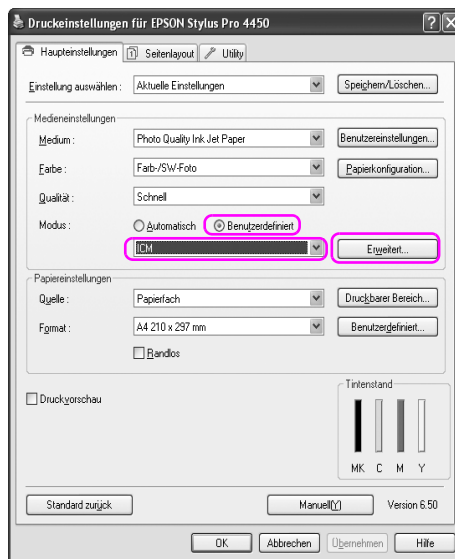 Druckeinstellungen für EPSON Stylus Pro 4450
Haupteinstellungen Seitenlayout Utility
Einstellung auswählen : Aktuelle Einstellungen Speichern/Löschen...
Medieneinstellungen
Medium : Photo Quality Ink Jet Paper Benutzereinstellungen...
Farbe : Farb-/SW-Foto Papierkonfiguration...
Qualität : Schnell
Modus : Automatisch Benutzerdefiniert
ICM Erweitert...
Papiereinstellungen
Quelle : Papierfach Druckbarer Bereich...
Format : A4 210 x 297 mm Benutzerdefiniert...
Randlos
Druckvorschau
Tintenstand
MK C M Y
Standard zurück Manuell(Y) Version 6.50
OK Abbrechen Übernehmen Hilfe